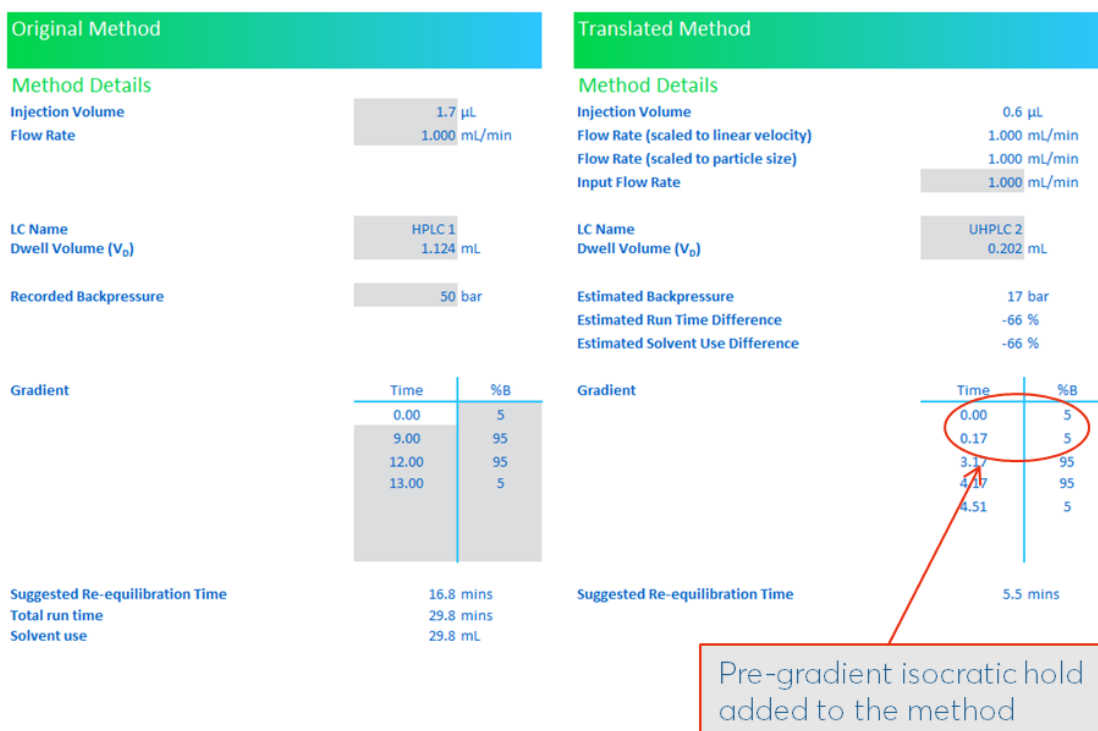 Original Method
Method Details
Injection Volume 1.7 µL
Flow Rate 1.000 mL/min
LC Name HPLC 1
Dwell Volume (VD) 1.124 mL
Recorded Backpressure 50 bar
Gradient Time %B
0.00 5
9.00 95
12.00 95
13.00 5
Suggested Re-equilibration Time 16.8 mins
Total run time 29.8 mins
Solvent use 29.8 mL
Translated Method
Method Details
Injection Volume 0.6 µL
Flow Rate (scaled to linear velocity) 1.000 mL/min
Flow Rate (scaled to particle size) 1.000 mL/min
Input Flow Rate 1.000 mL/min
LC Name UHPLC 2
Dwell Volume (VD) 0.202 mL
Estimated Backpressure 17 bar
Estimated Run Time Difference -66 %
Estimated Solvent Use Difference -66 %
Gradient Time %B
0.00 5
0.17 5
3.17 95
4.17 95
4.51 5
Suggested Re-equilibration Time 5.5 mins
Pre-gradient isocratic hold
added to the method